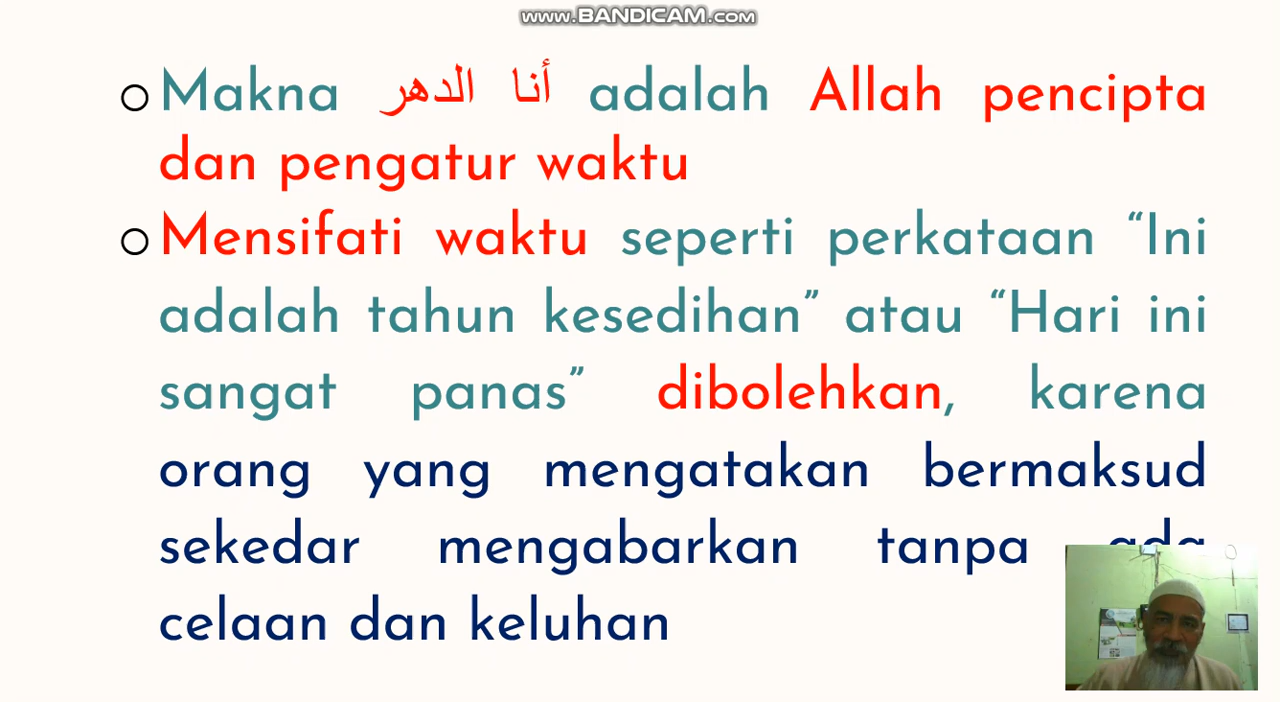 www.BANDICAM.com
Makna أنا الدهر adalah Allah pencipta
dan pengatur waktu
Mensifati waktu seperti perkataan “Ini
adalah tahun kesedihan” atau “Hari ini
sangat panas” dibolehkan, karena
orang yang mengatakan bermaksud
sekedar mengabarkan tanpa ada
celaan dan keluhan